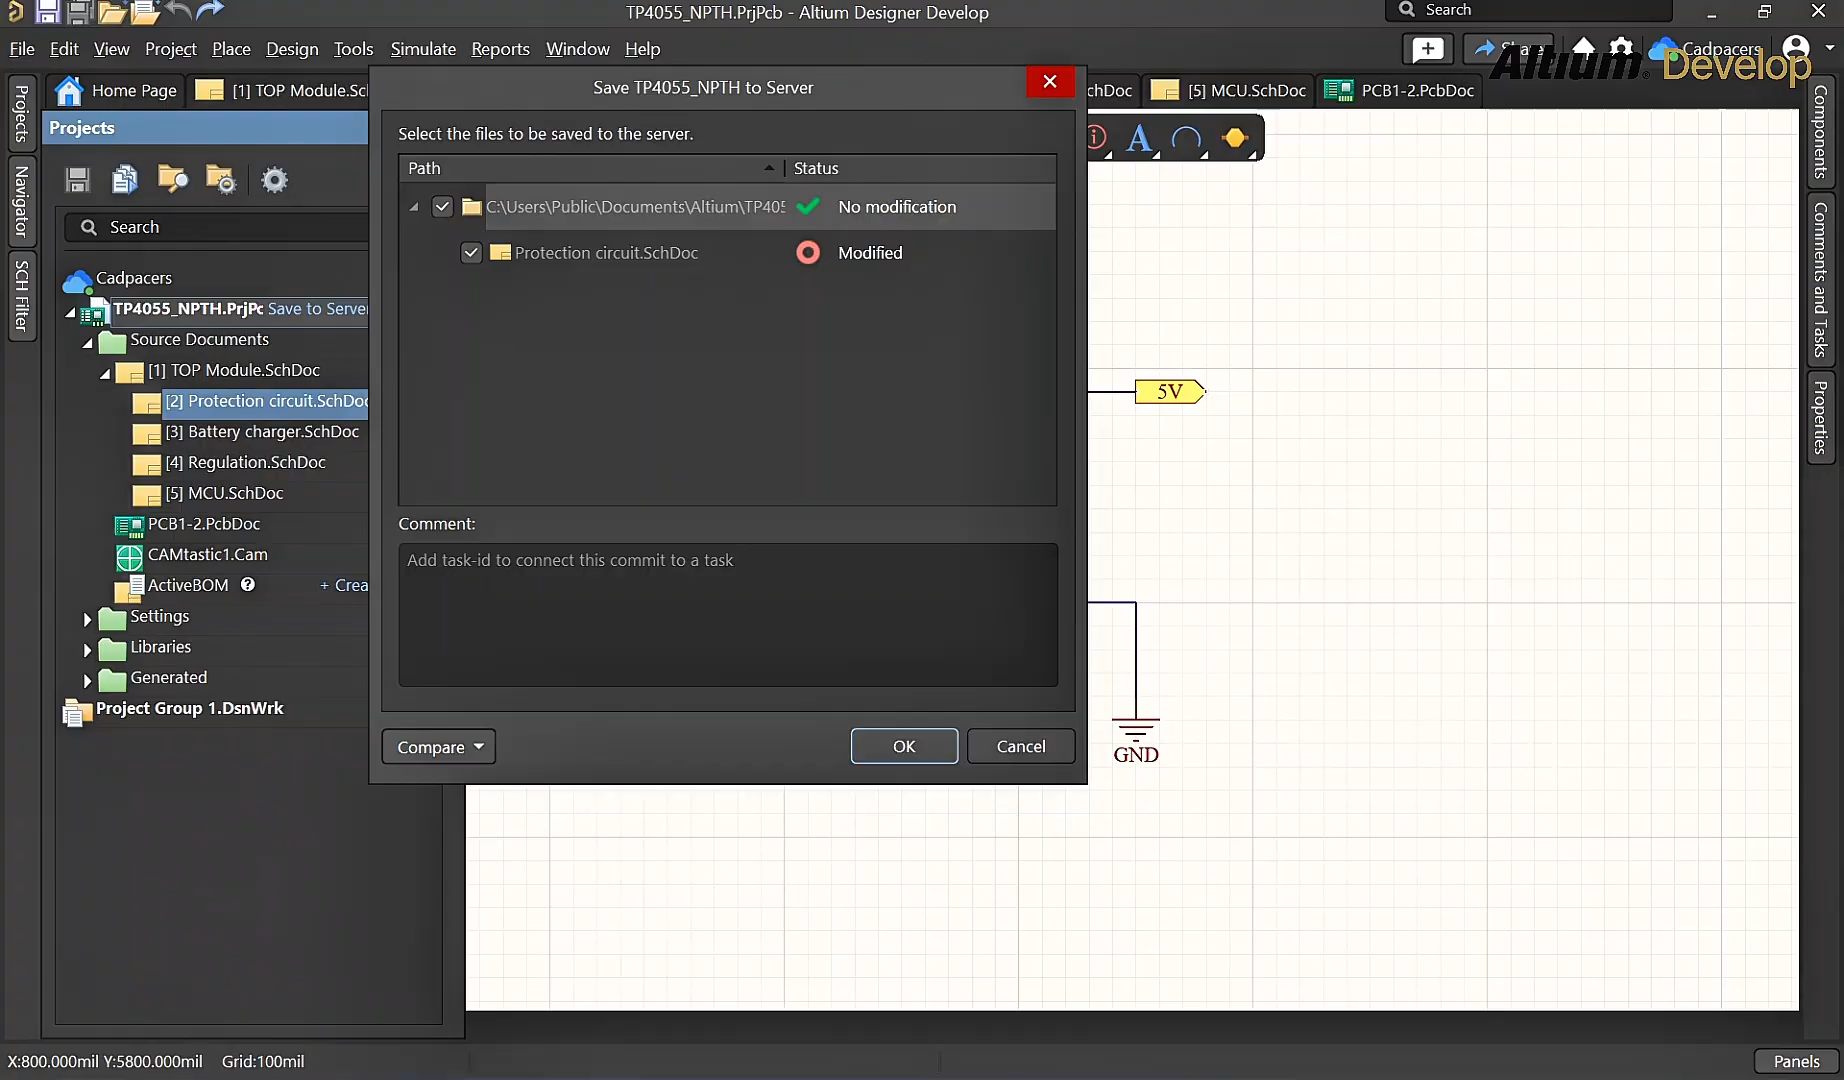 TP4055_NPTH.PrjPcb - Altium Designer Develop
Search
File Edit View Project Place Design Tools Simulate Reports Window Help
Share
Cadpacers
Altium Develop
Home Page
[1] TOP Module.Sc
chDoc
[5] MCU.SchDoc
PCB1-2.PcbDoc
Projects
Navigator
SCH Filter
Projects
Search
Cadpacers
TP4055_NPTH.PrjPc Save to Server
Source Documents
[1] TOP Module.SchDoc
[2] Protection circuit.SchDoc
[3] Battery charger.SchDoc
[4] Regulation.SchDoc
[5] MCU.SchDoc
PCB1-2.PcbDoc
CAMtastic1.Cam
ActiveBOM ? + Crea
Settings
Libraries
Generated
Project Group 1.DsnWrk
Save TP4055_NPTH to Server
Select the files to be saved to the server.
Path Status
C:\Users\Public\Documents\Altium\TP405 No modification
Protection circuit.SchDoc Modified
Comment:
Add task-id to connect this commit to a task
Compare OK Cancel
A
5V
GND
Components
Comments and Tasks
Properties
X:800.000mil Y:5800.000mil Grid:100mil
Panels